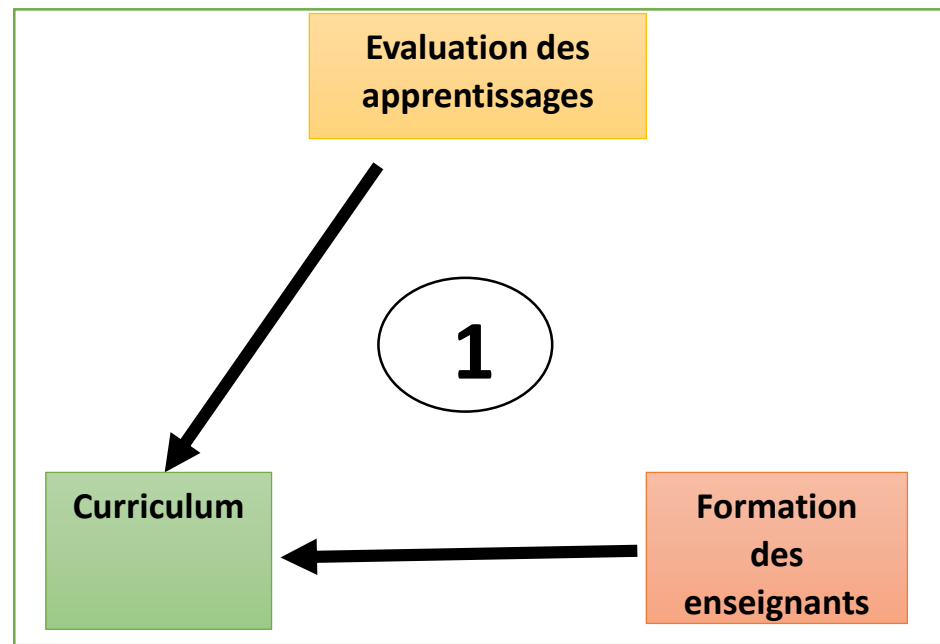 Evaluation des
apprentissages
1
Curriculum
Formation
des
enseignants